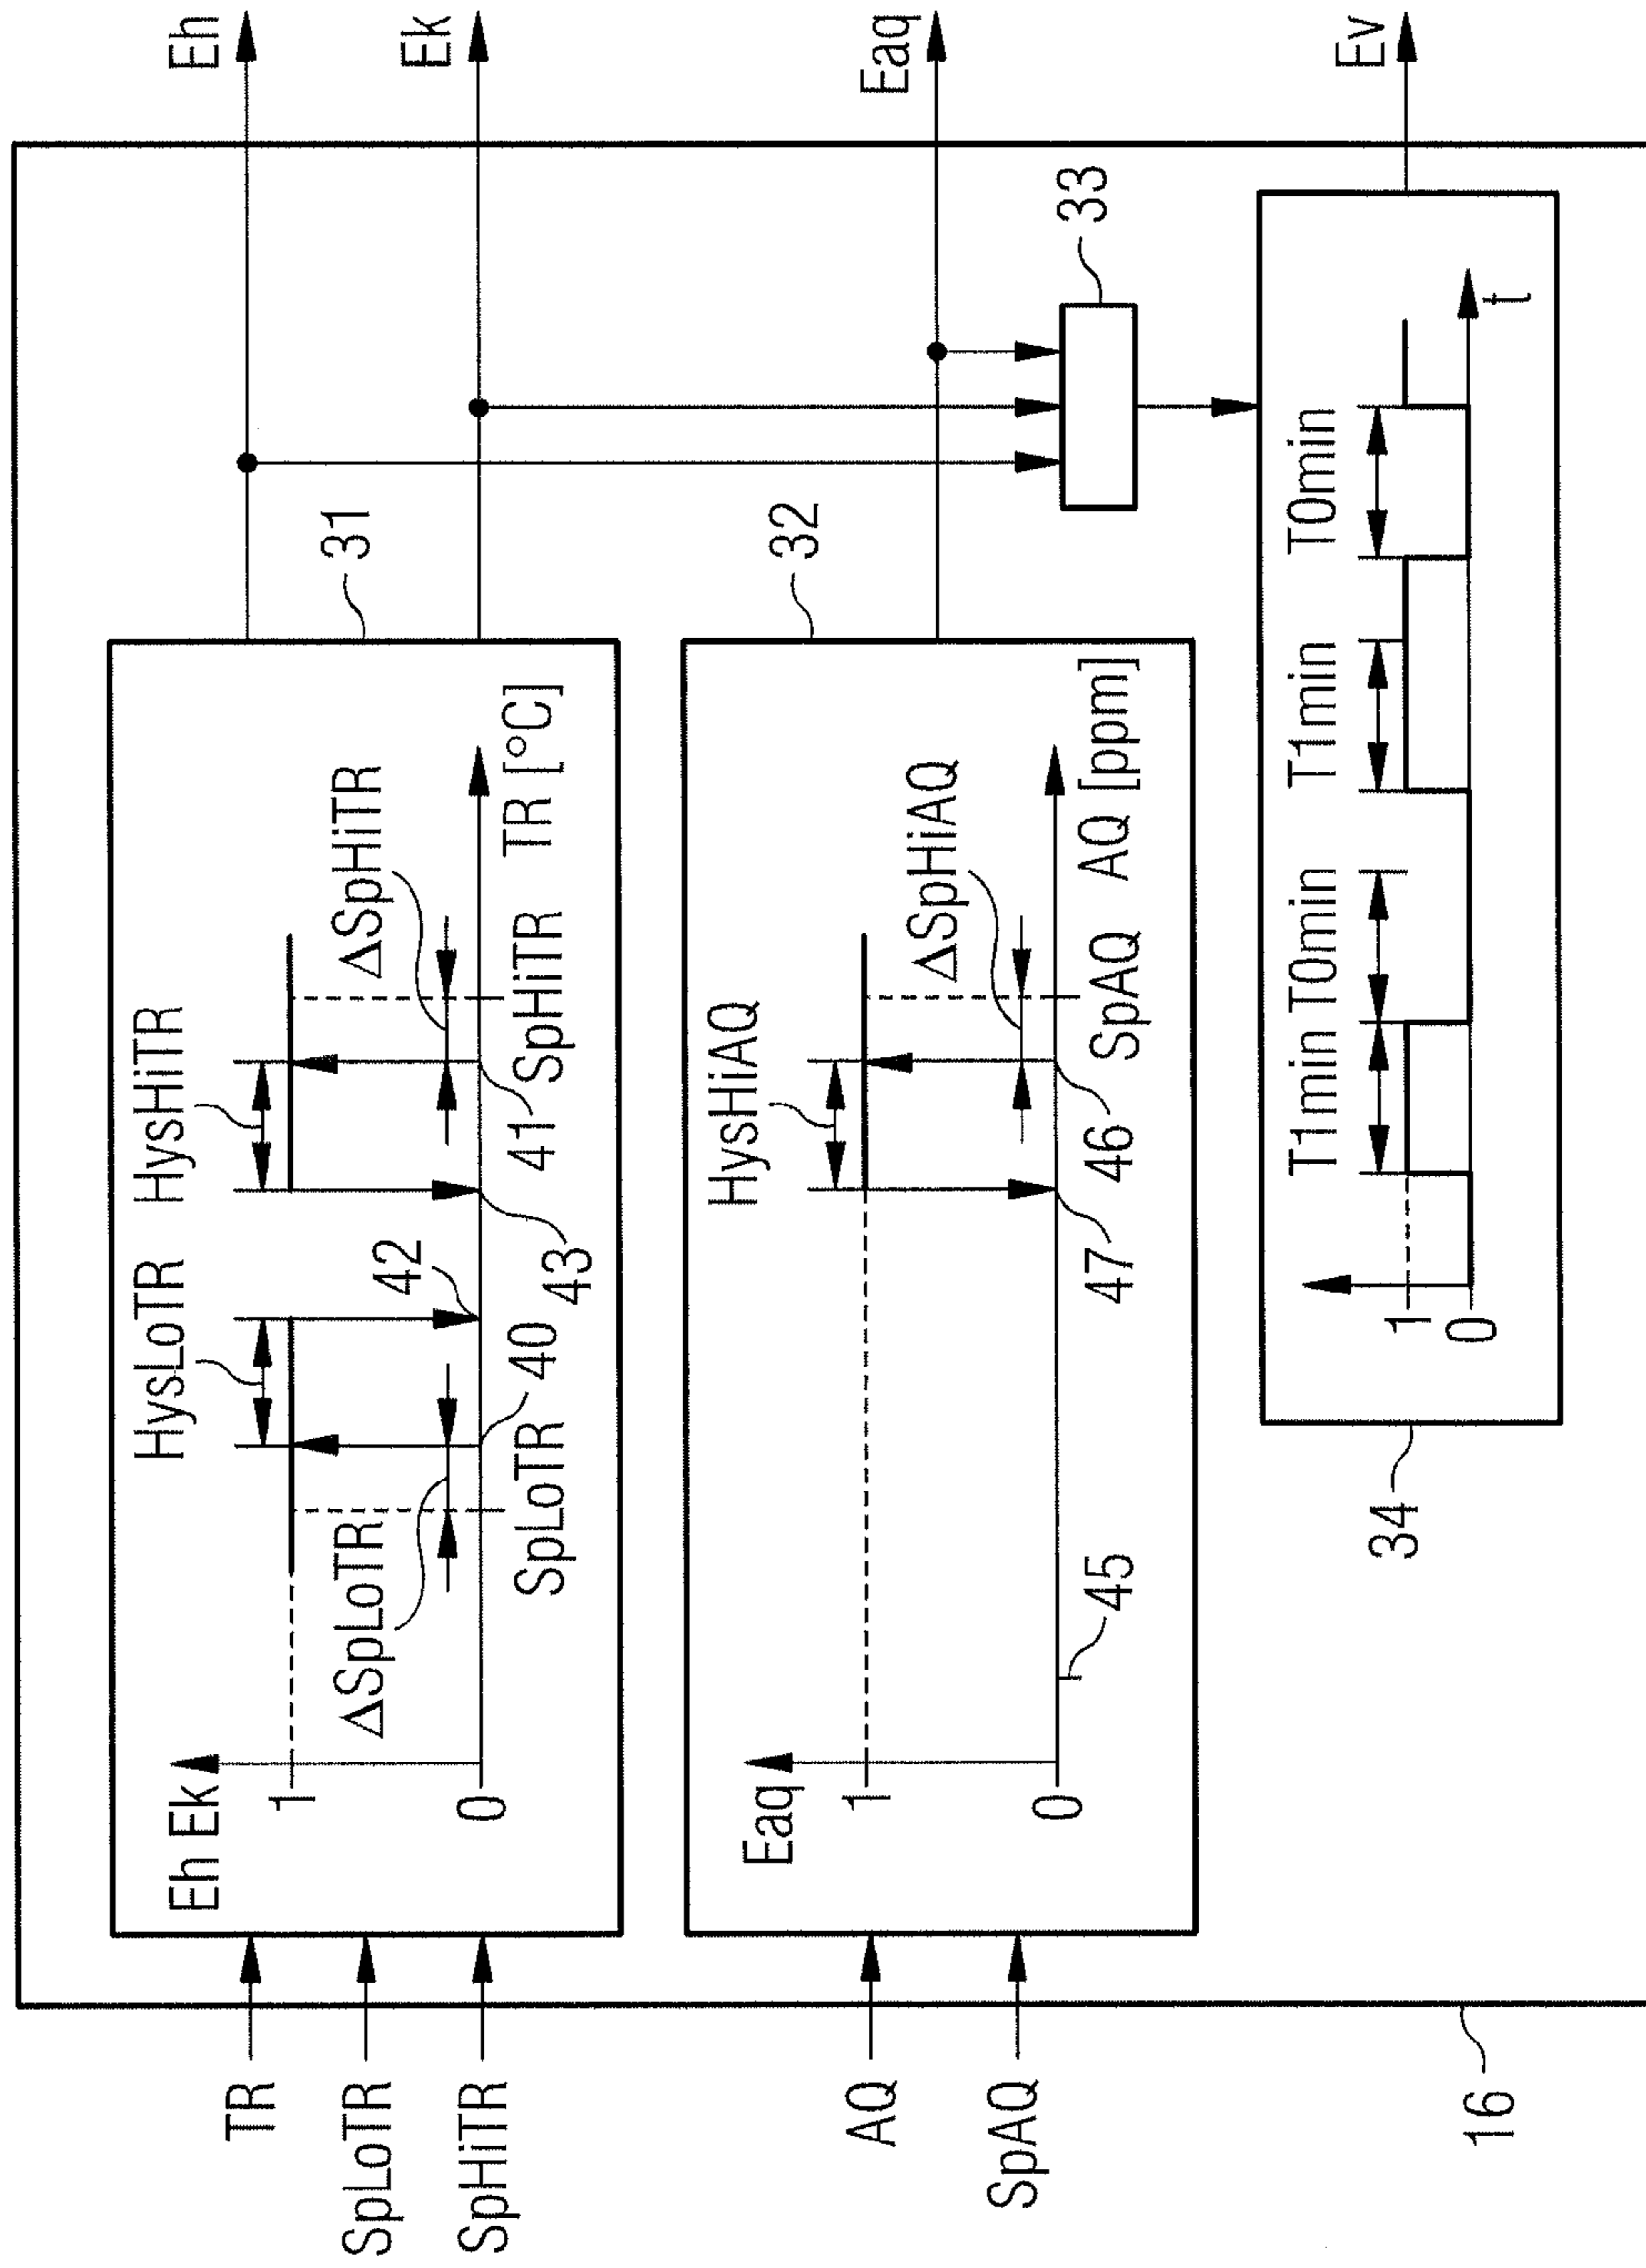 TR
SpLoTR
SpHiTR
Eh Ek
1
0
HysLoTR
HysHiTR
ΔSpLoTR
ΔSpHiTR
42
40
43
41
SpLoTR
SpHiTR
TR [°C]
31
Eh
Ek
AQ
SpAQ
Eaq
1
0
HysHiAQ
ΔSpHiAQ
45
47
46
SpAQ
AQ [ppm]
32
Eaq
33
34
1
0
T1min
T0min
T1min
T0min
t
Ev
16